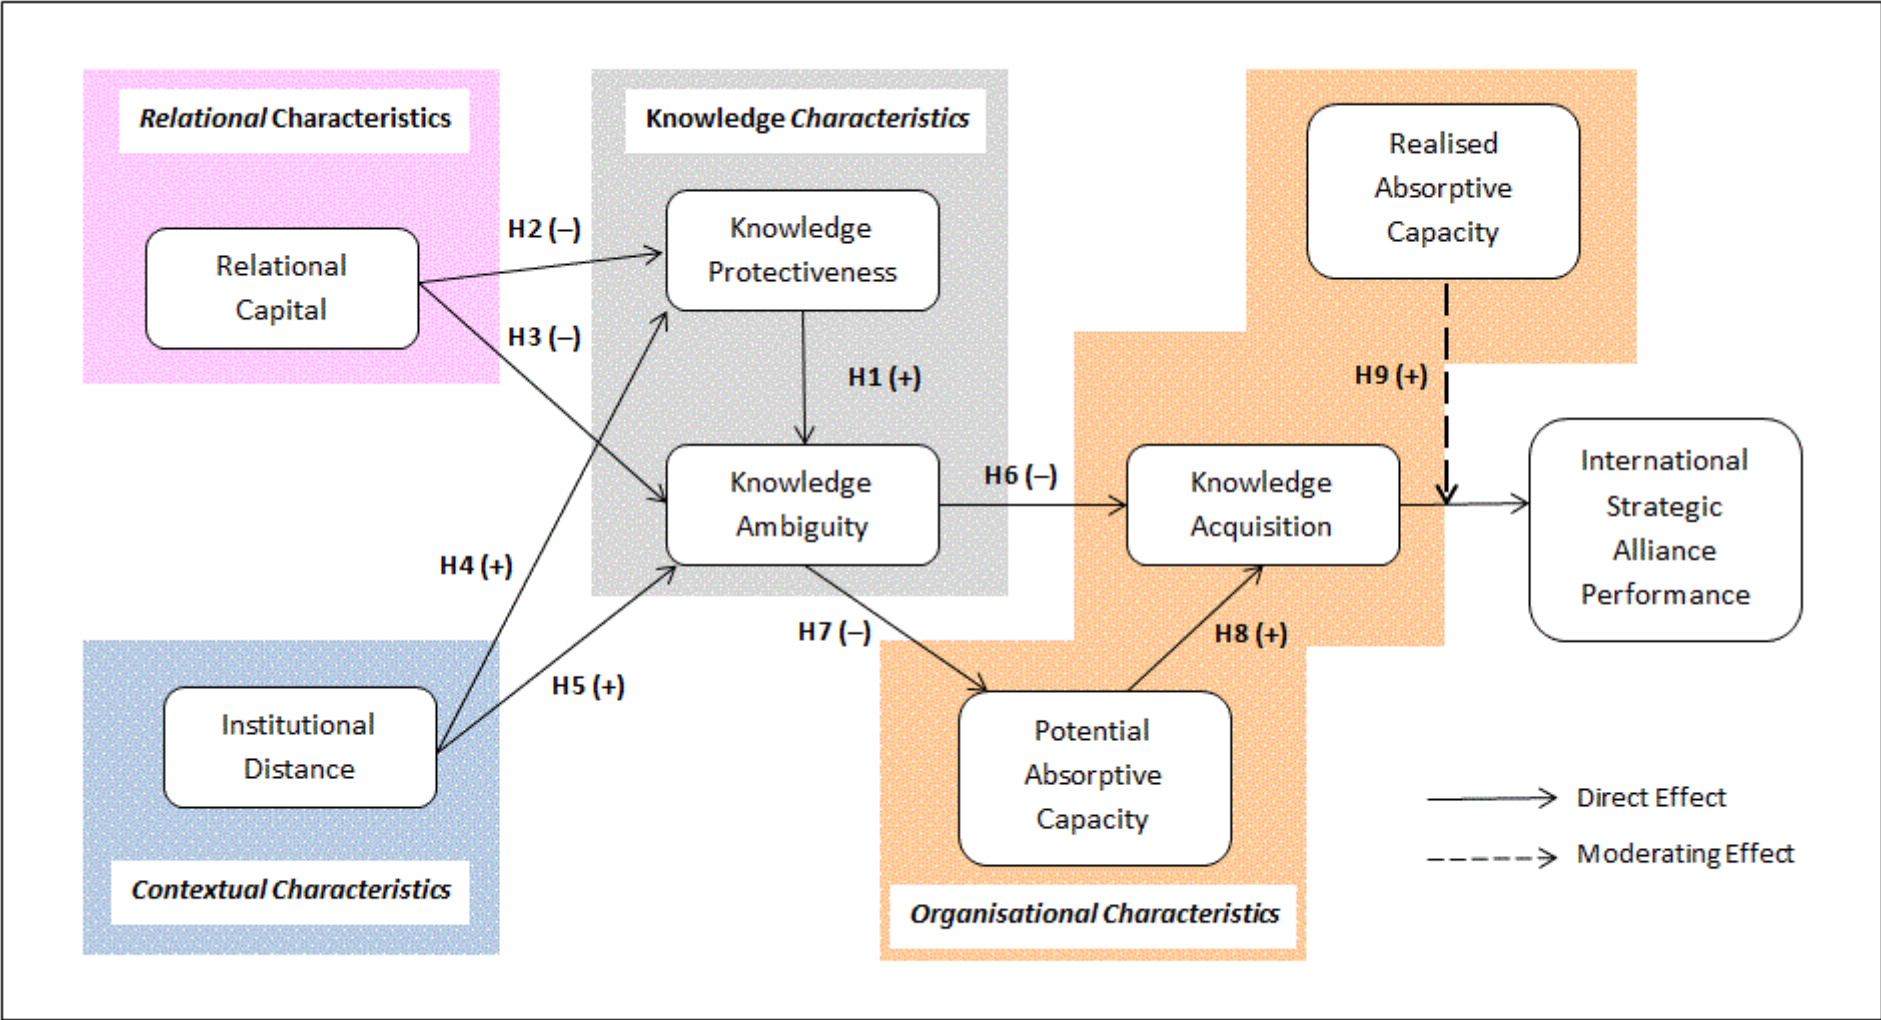 Relational Characteristics
Knowledge Characteristics
Realised
Absorptive
Capacity
Relational
Capital
H2 (–)
Knowledge
Protectiveness
H3 (–)
H1 (+)
H9 (+)
Knowledge
Ambiguity
H6 (–)
Knowledge
Acquisition
International
Strategic
Alliance
Performance
H4 (+)
H5 (+)
H7 (–)
H8 (+)
Institutional
Distance
Contextual Characteristics
Potential
Absorptive
Capacity
Organisational Characteristics
Direct Effect
Moderating Effect